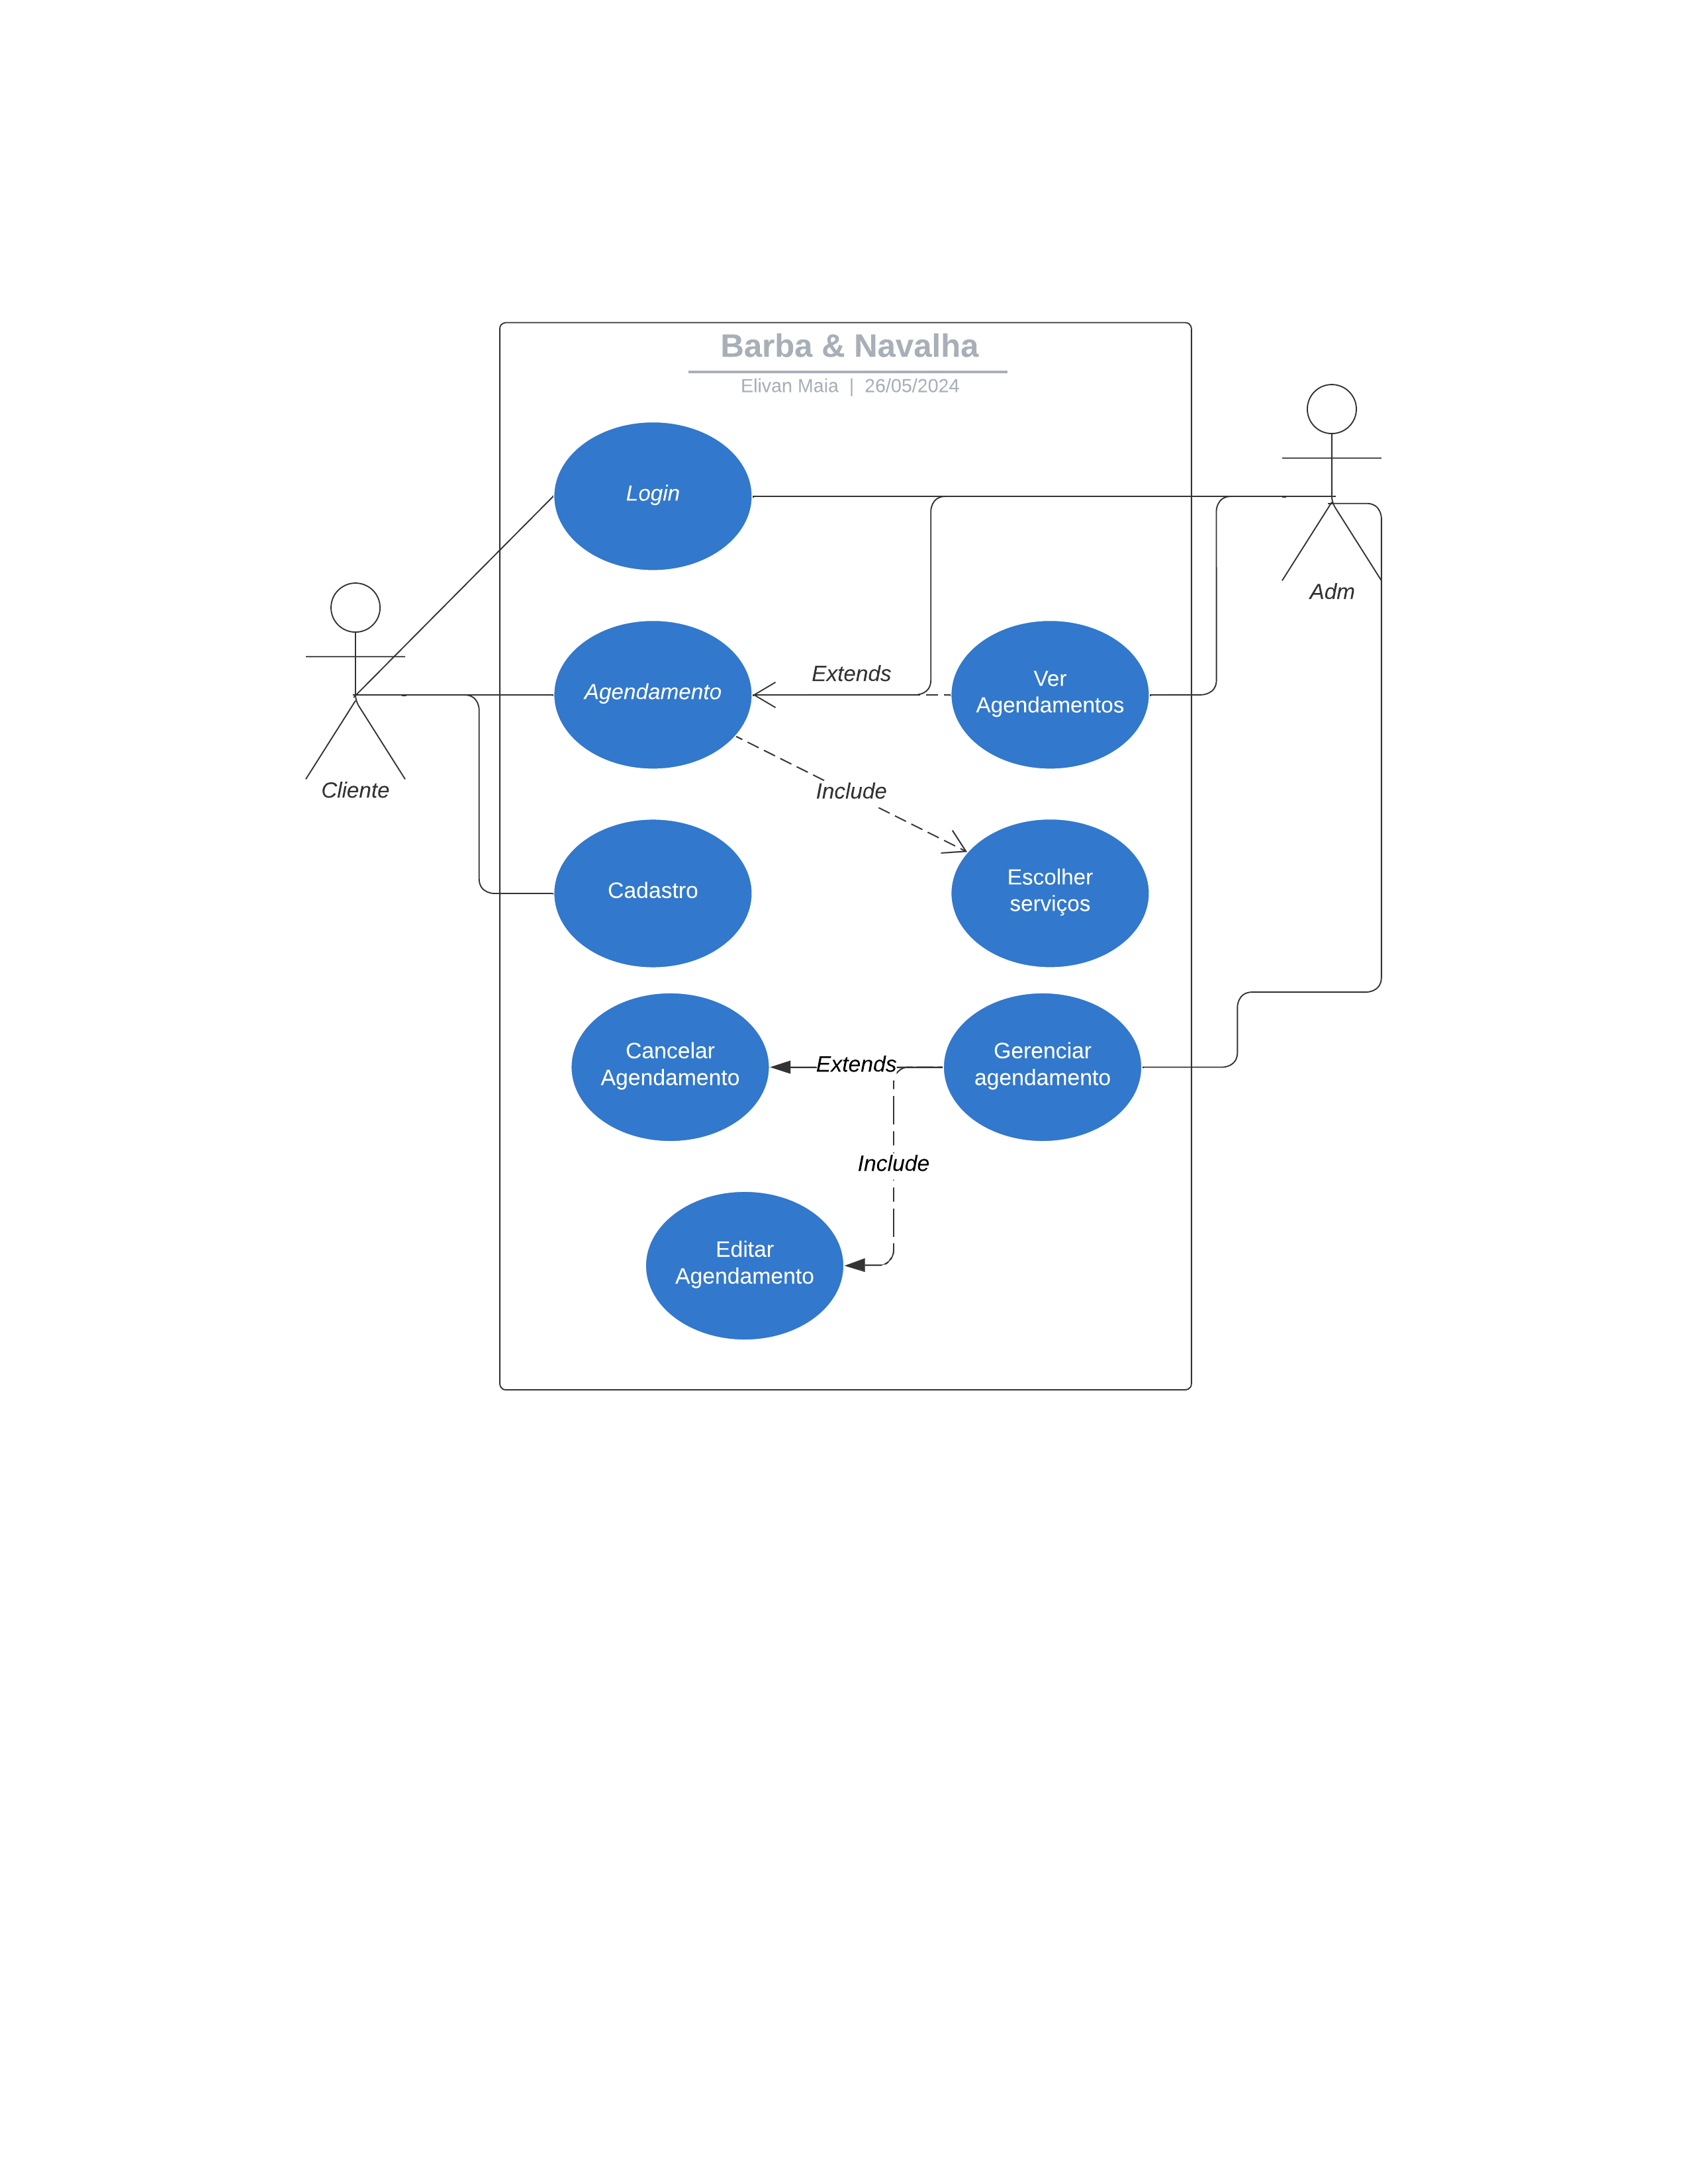 Barba & Navalha
Elivan Maia | 26/05/2024
Login
Adm
Extends
Ver
Agendamentos
Agendamento
Cliente
Include
Cadastro
Escolher
serviços
Cancelar
Agendamento
Extends
Gerenciar
agendamento
Include
Editar
Agendamento